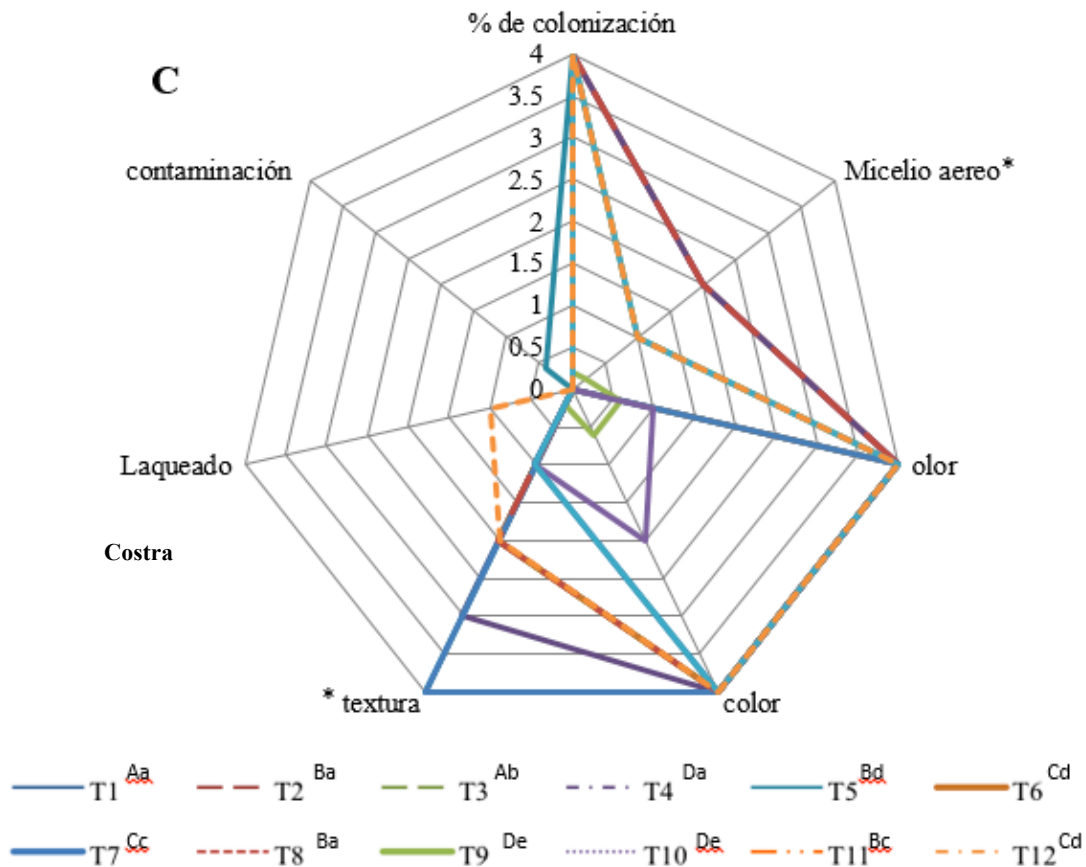 % de colonización
C
4
3.5
3
2.5
2
1.5
1
0.5
0
contaminación
Micelio aereo*
Laqueado
olor
Costra
* textura
color
T1 Aa
T2 Ba
T3 Ab
T4 Da
T5 Bd
T6 Cd
T7 Cc
T8 Ba
T9 De
T10 De
T11 Bc
T12 Cd